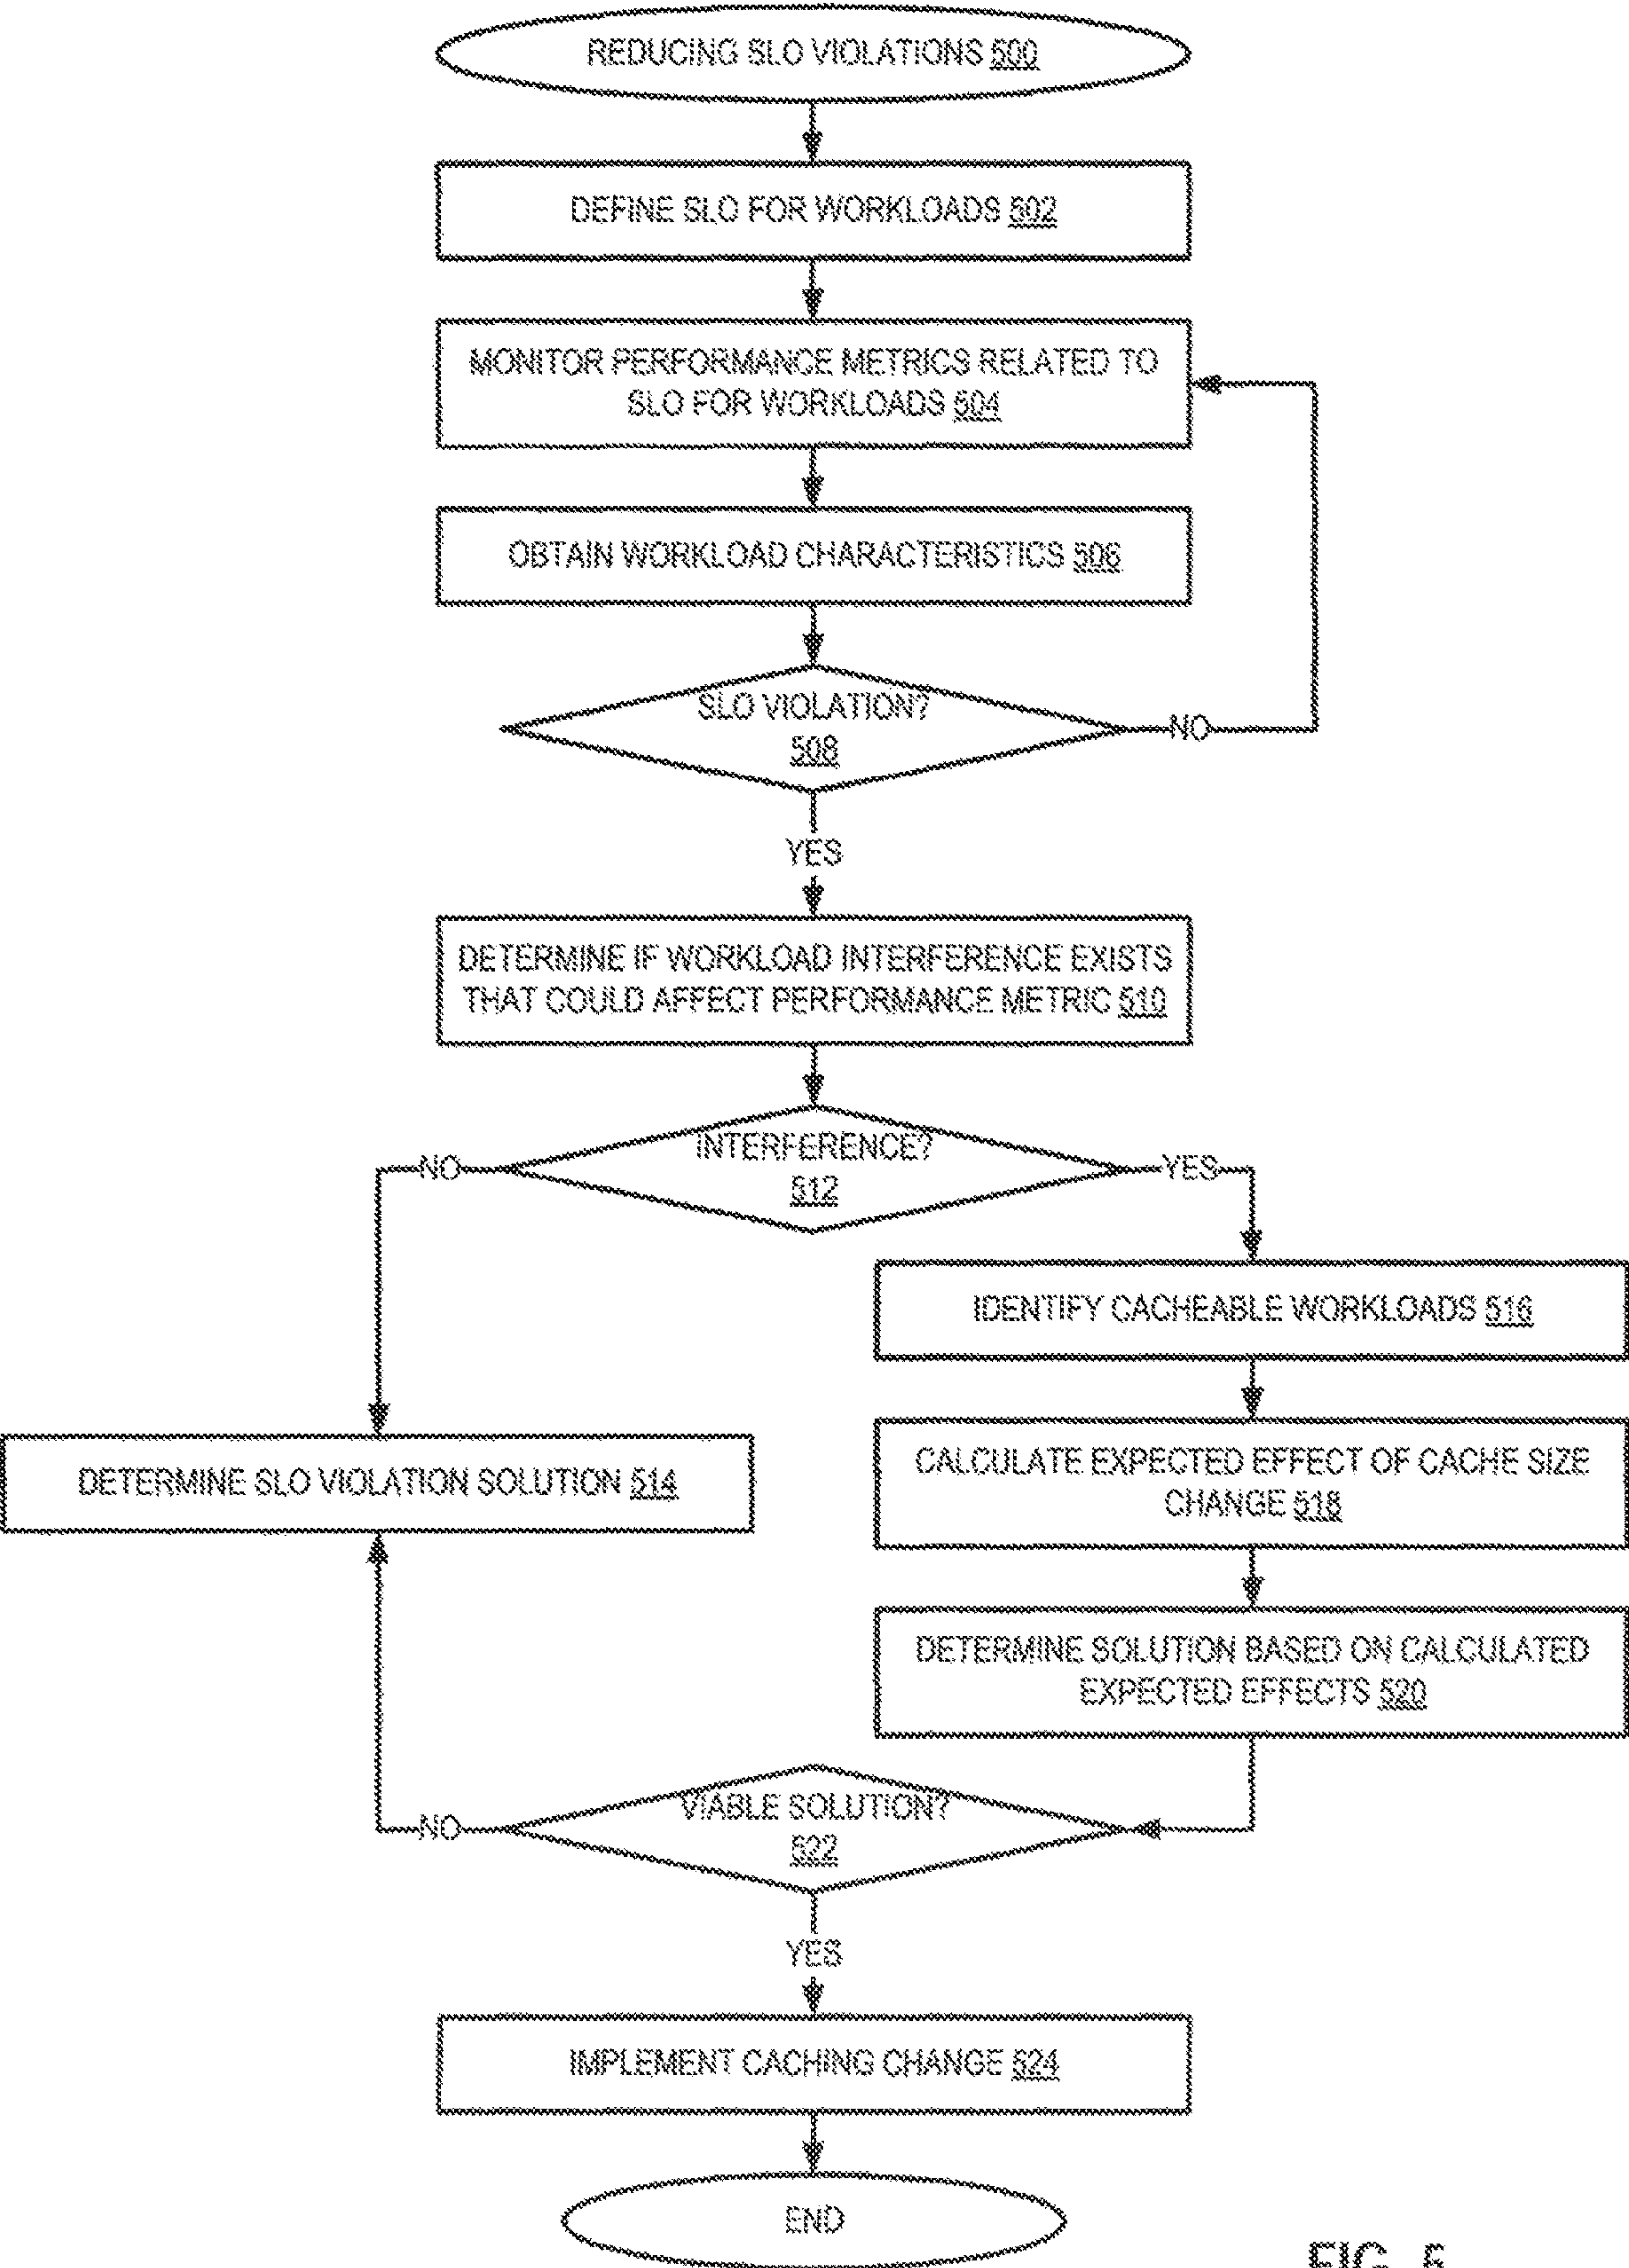 REDUCING SLO VIOLATIONS 500
DEFINE SLO FOR WORKLOADS 502
MONITOR PERFORMANCE METRICS RELATED TO
SLO FOR WORKLOADS 504
OBTAIN WORKLOAD CHARACTERISTICS 506
SLO VIOLATION?
508
NO
YES
DETERMINE IF WORKLOAD INTERFERENCE EXISTS
THAT COULD AFFECT PERFORMANCE METRIC 510
INTERFERENCE?
512
NO
YES
IDENTIFY CACHEABLE WORKLOADS 516
CALCULATE EXPECTED EFFECT OF CACHE SIZE
CHANGE 518
DETERMINE SLO VIOLATION SOLUTION 514
DETERMINE SOLUTION BASED ON CALCULATED
EXPECTED EFFECTS 520
VIABLE SOLUTION?
522
NO
YES
IMPLEMENT CACHING CHANGE 524
END
FIG. 5